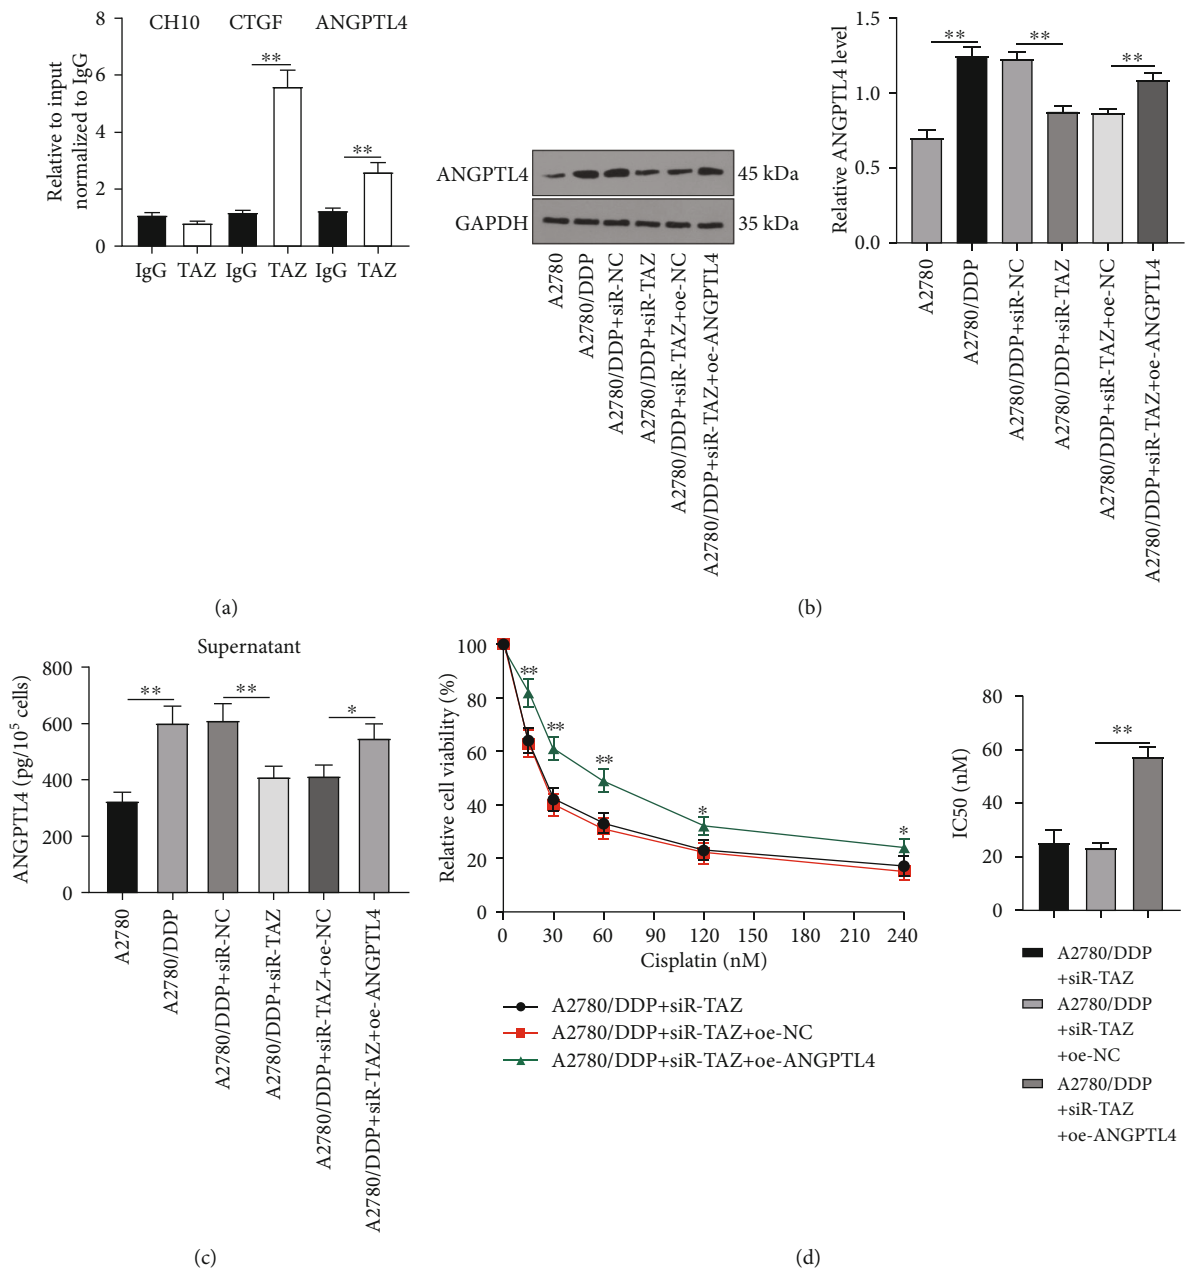 8
6
4
2
0
Relative to input
normalized to IgG
CH10 CTGF ANGPTL4
** **
IgG TAZ IgG TAZ IgG TAZ
(a)
ANGPTL4 45 kDa
GAPDH 35 kDa
A2780
A2780/DDP
A2780/DDP+siR-NC
A2780/DDP+siR-TAZ
A2780/DDP+siR-TAZ+oe-NC
A2780/DDP+siR-TAZ+oe-ANGPTL4
1.5
1.0
0.5
0.0
Relative ANGPTL4 level
** ** **
A2780
A2780/DDP
A2780/DDP+siR-NC
A2780/DDP+siR-TAZ
A2780/DDP+siR-TAZ+oe-NC
A2780/DDP+siR-TAZ+oe-ANGPTL4
(b)
Supernatant
800
600
400
200
0
ANGPTL4 (pg/10⁵ cells)
** ** *
A2780
A2780/DDP
A2780/DDP+siR-NC
A2780/DDP+siR-TAZ
A2780/DDP+siR-TAZ+oe-NC
A2780/DDP+siR-TAZ+oe-ANGPTL4
(c)
100
80
60
40
20
0
Relative cell viability (%)
** ** ** * *
0 30 60 90 120 150 180 210 240
Cisplatin (nM)
A2780/DDP+siR-TAZ
A2780/DDP+siR-TAZ+oe-NC
A2780/DDP+siR-TAZ+oe-ANGPTL4
80
60
40
20
0
IC50 (nM)
**
A2780/DDP
+siR-TAZ
A2780/DDP
+siR-TAZ
+oe-NC
A2780/DDP
+siR-TAZ
+oe-ANGPTL4
(d)